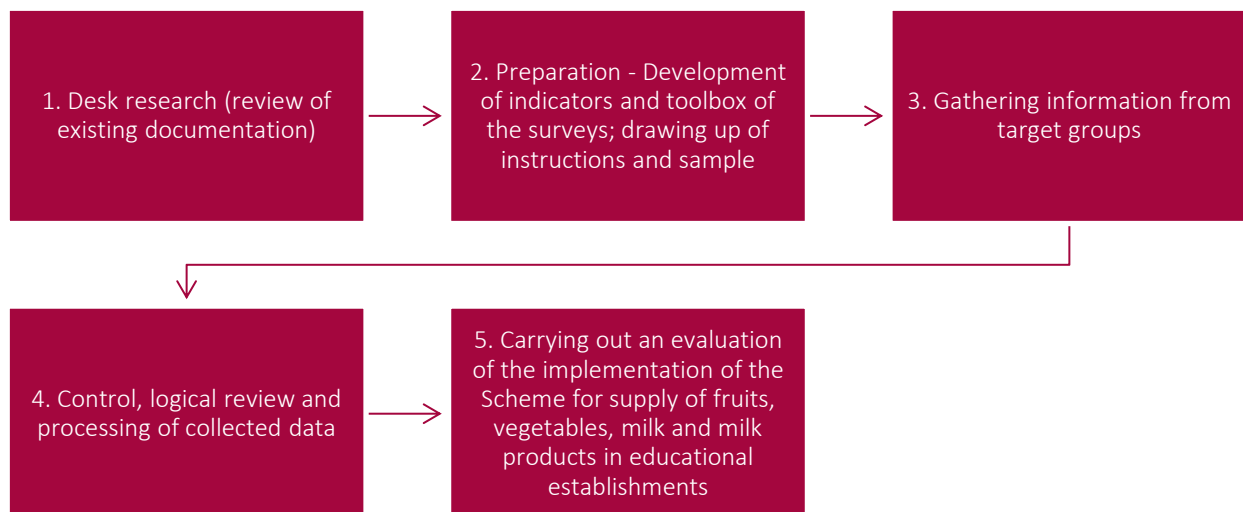 1. Desk research (review of
existing documentation)
2. Preparation - Development
of indicators and toolbox of
the surveys; drawing up of
instructions and sample
3. Gathering information from
target groups
4. Control, logical review and
processing of collected data
5. Carrying out an evaluation
of the implementation of the
Scheme for supply of fruits,
vegetables, milk and milk
products in educational
establishments